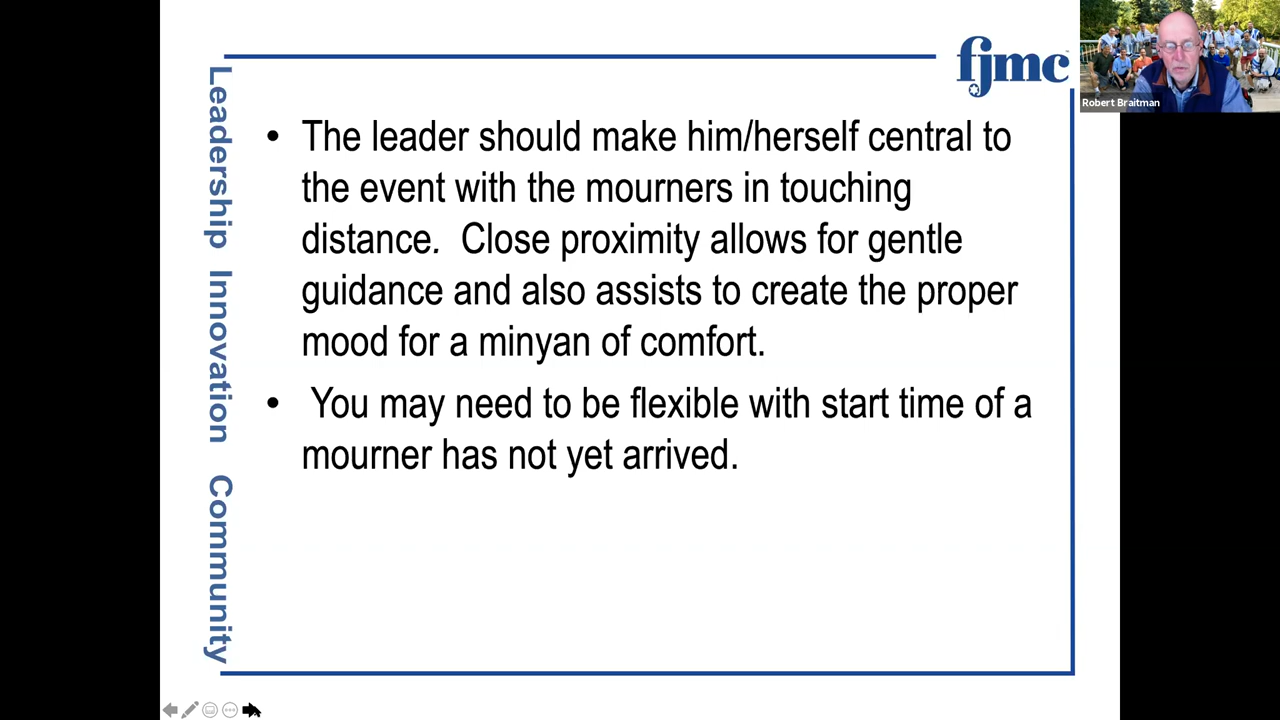 fjmc
Leadership Innovation Community
• The leader should make him/herself central to
the event with the mourners in touching
distance. Close proximity allows for gentle
guidance and also assists to create the proper
mood for a minyan of comfort.
• You may need to be flexible with start time of a
mourner has not yet arrived.
Robert Braitman